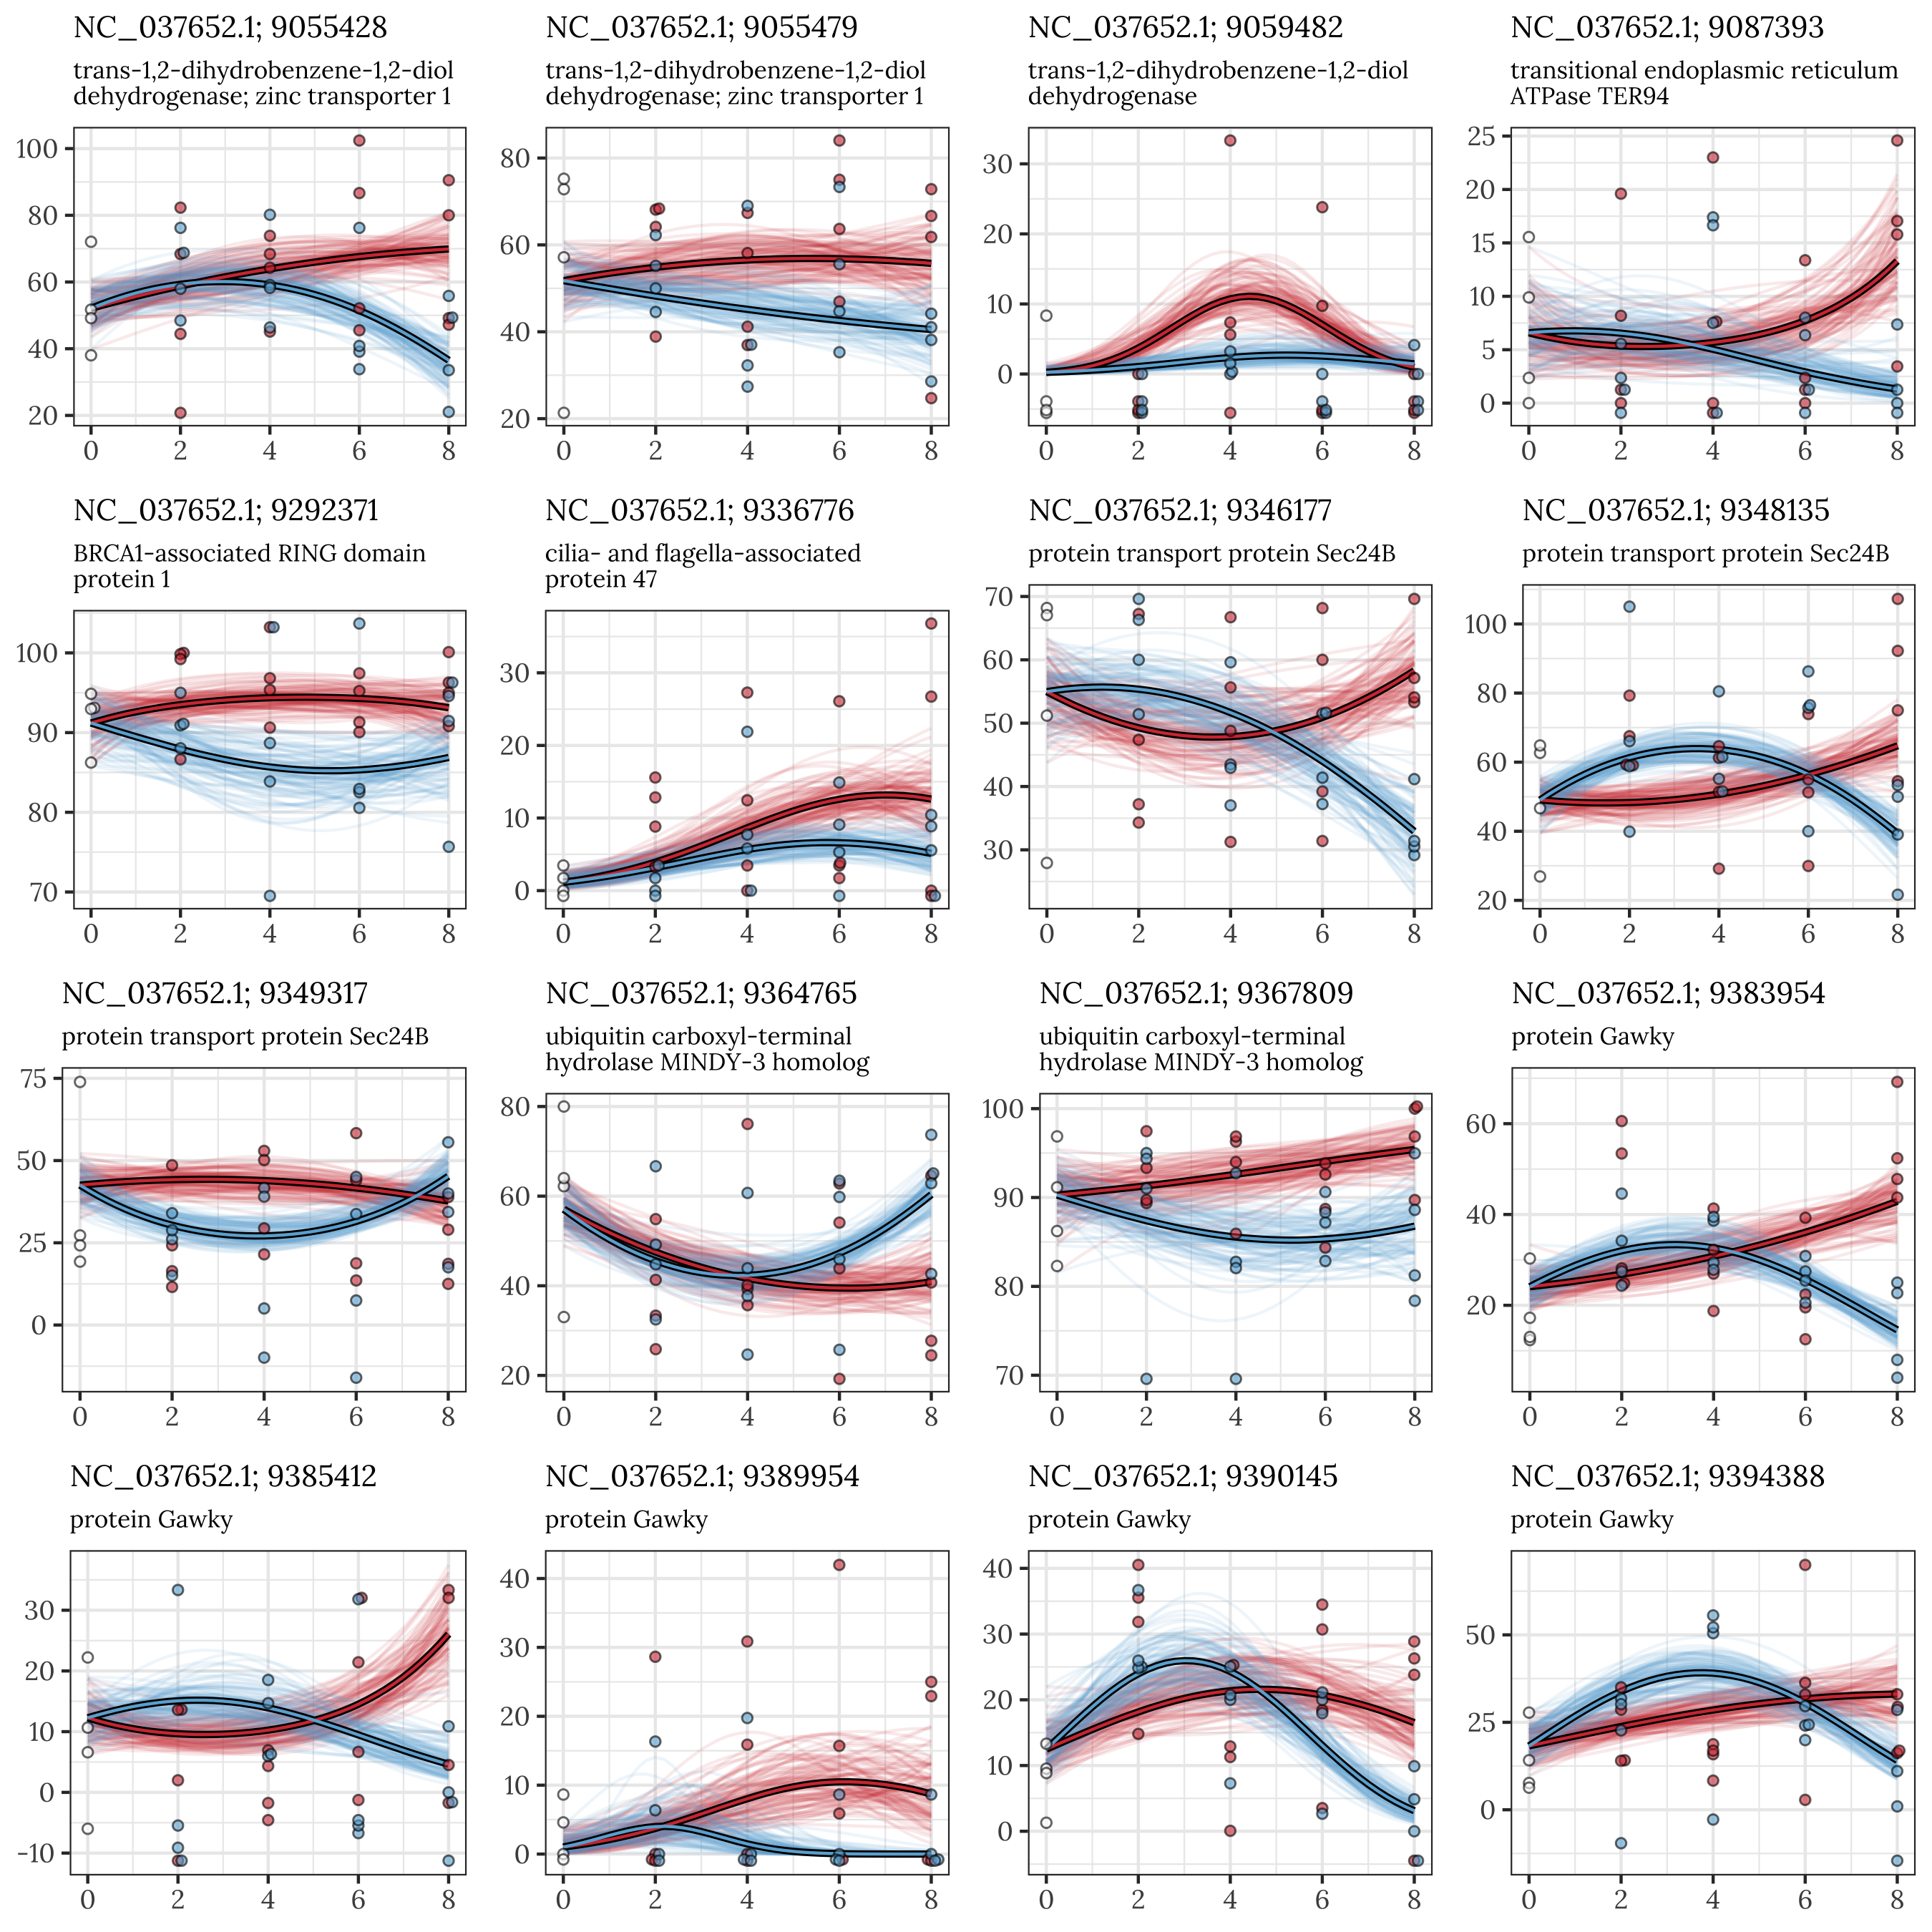 NC_037652.1; 9055428
trans-1,2-dihydrobenzene-1,2-diol
dehydrogenase; zinc transporter 1
100
80
60
40
20
0 2 4 6 8
NC_037652.1; 9055479
trans-1,2-dihydrobenzene-1,2-diol
dehydrogenase; zinc transporter 1
80
60
40
20
0 2 4 6 8
NC_037652.1; 9059482
trans-1,2-dihydrobenzene-1,2-diol
dehydrogenase
30
20
10
0
0 2 4 6 8
NC_037652.1; 9087393
transitional endoplasmic reticulum
ATPase TER94
25
20
15
10
5
0
0 2 4 6 8
NC_037652.1; 9292371
BRCA1-associated RING domain
protein 1
100
90
80
70
0 2 4 6 8
NC_037652.1; 9336776
cilia- and flagella-associated
protein 47
30
20
10
0
0 2 4 6 8
NC_037652.1; 9346177
protein transport protein Sec24B
70
60
50
40
30
0 2 4 6 8
NC_037652.1; 9348135
protein transport protein Sec24B
100
80
60
40
20
0 2 4 6 8
NC_037652.1; 9349317
protein transport protein Sec24B
75
50
25
0
0 2 4 6 8
NC_037652.1; 9364765
ubiquitin carboxyl-terminal
hydrolase MINDY-3 homolog
80
60
40
20
0 2 4 6 8
NC_037652.1; 9367809
ubiquitin carboxyl-terminal
hydrolase MINDY-3 homolog
100
90
80
70
0 2 4 6 8
NC_037652.1; 9383954
protein Gawky
60
40
20
0 2 4 6 8
NC_037652.1; 9385412
protein Gawky
30
20
10
0
-10
0 2 4 6 8
NC_037652.1; 9389954
protein Gawky
40
30
20
10
0
0 2 4 6 8
NC_037652.1; 9390145
protein Gawky
40
30
20
10
0
0 2 4 6 8
NC_037652.1; 9394388
protein Gawky
50
25
0
0 2 4 6 8